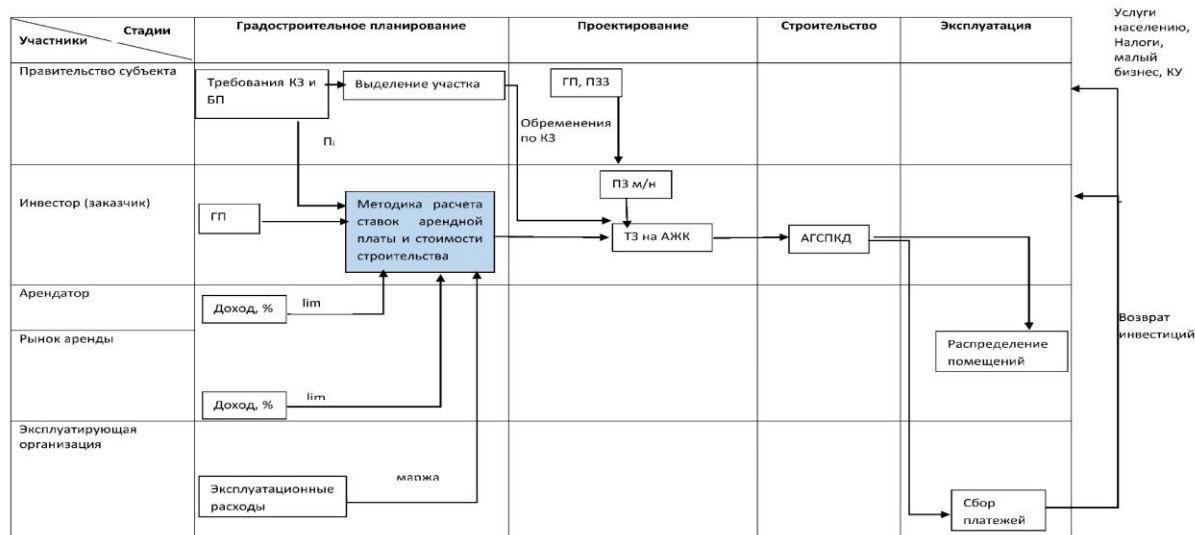 Стадии
Участники
Градостроительное планирование
Проектирование
Строительство
Эксплуатация
Услуги
населению,
Налоги,
малый
бизнес, КУ
Правительство субъекта
Требования КЗ и
БП
Выделение участка
ГП, ПЗЗ
Обременения
по КЗ
Пᵢ
Инвестор (заказчик)
ГП
Методика расчета
ставок арендной
платы и стоимости
строительства
ПЗ м/н
ТЗ на АЖК
АГСПКД
Арендатор
Доход, %
lim
Рынок аренды
Распределение
помещений
Возврат
инвестиций
Доход, %
lim
Эксплуатирующая
организация
маржа
Эксплуатационные
расходы
Сбор
платежей